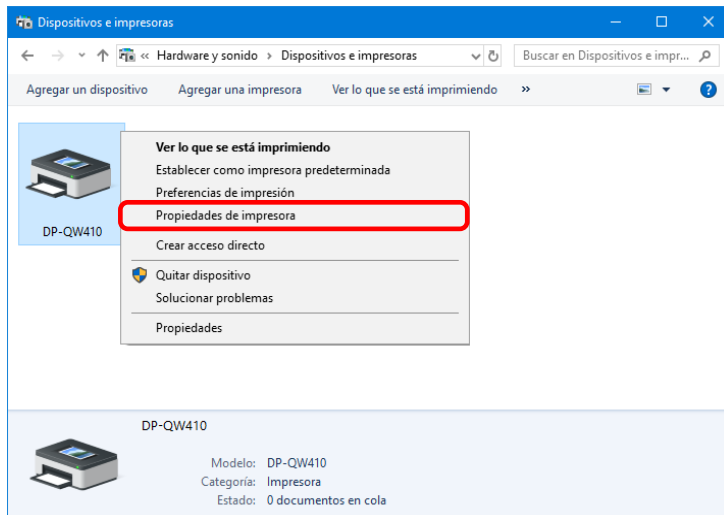 Dispositivos e impresoras
« Hardware y sonido > Dispositivos e impresoras
Buscar en Dispositivos e impr...
Agregar un dispositivo Agregar una impresora Ver lo que se está imprimiendo »
Ver lo que se está imprimiendo
Establecer como impresora predeterminada
Preferencias de impresión
Propiedades de impresora
Crear acceso directo
Quitar dispositivo
Solucionar problemas
Propiedades
DP-QW410
DP-QW410
Modelo: DP-QW410
Categoría: Impresora
Estado: 0 documentos en cola